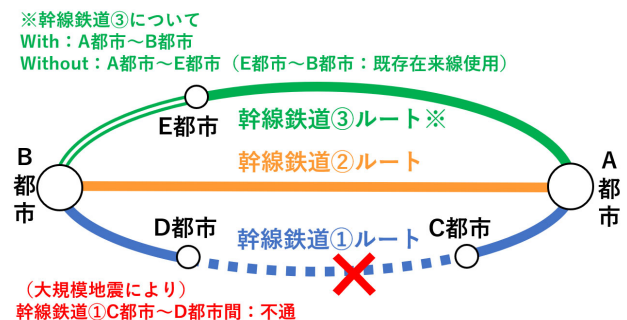 ※幹線鉄道③について
With：A都市～B都市
Without：A都市～E都市（E都市～B都市：既存在来線使用）
E都市
幹線鉄道③ルート※
B都市
幹線鉄道②ルート
A都市
D都市
幹線鉄道①ルート
C都市
（大規模地震により）
幹線鉄道①C都市～D都市間：不通